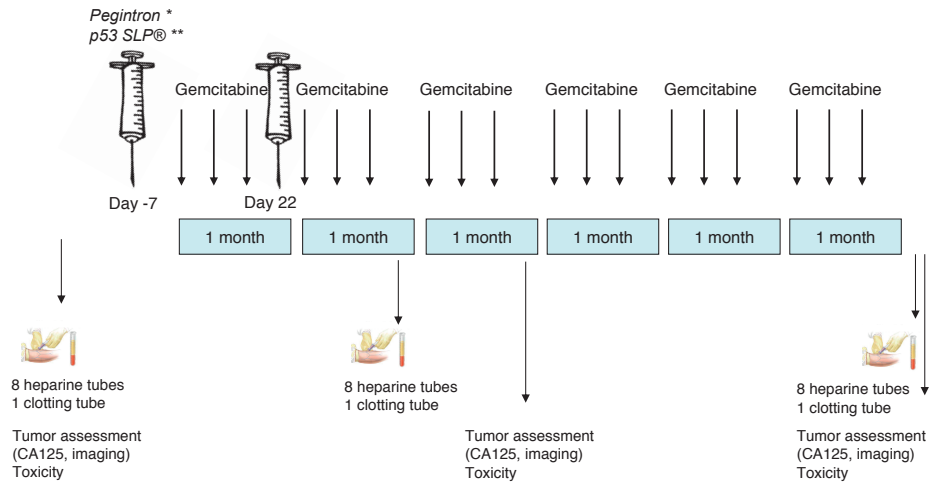 Pegintron *
p53 SLP® **
Gemcitabine
Gemcitabine
Gemcitabine
Gemcitabine
Gemcitabine
Gemcitabine
Day -7
Day 22
1 month
1 month
1 month
1 month
1 month
1 month
8 heparine tubes
1 clotting tube
8 heparine tubes
1 clotting tube
8 heparine tubes
1 clotting tube
Tumor assessment
(CA125, imaging)
Toxicity
Tumor assessment
(CA125, imaging)
Toxicity
Tumor assessment
(CA125, imaging)
Toxicity